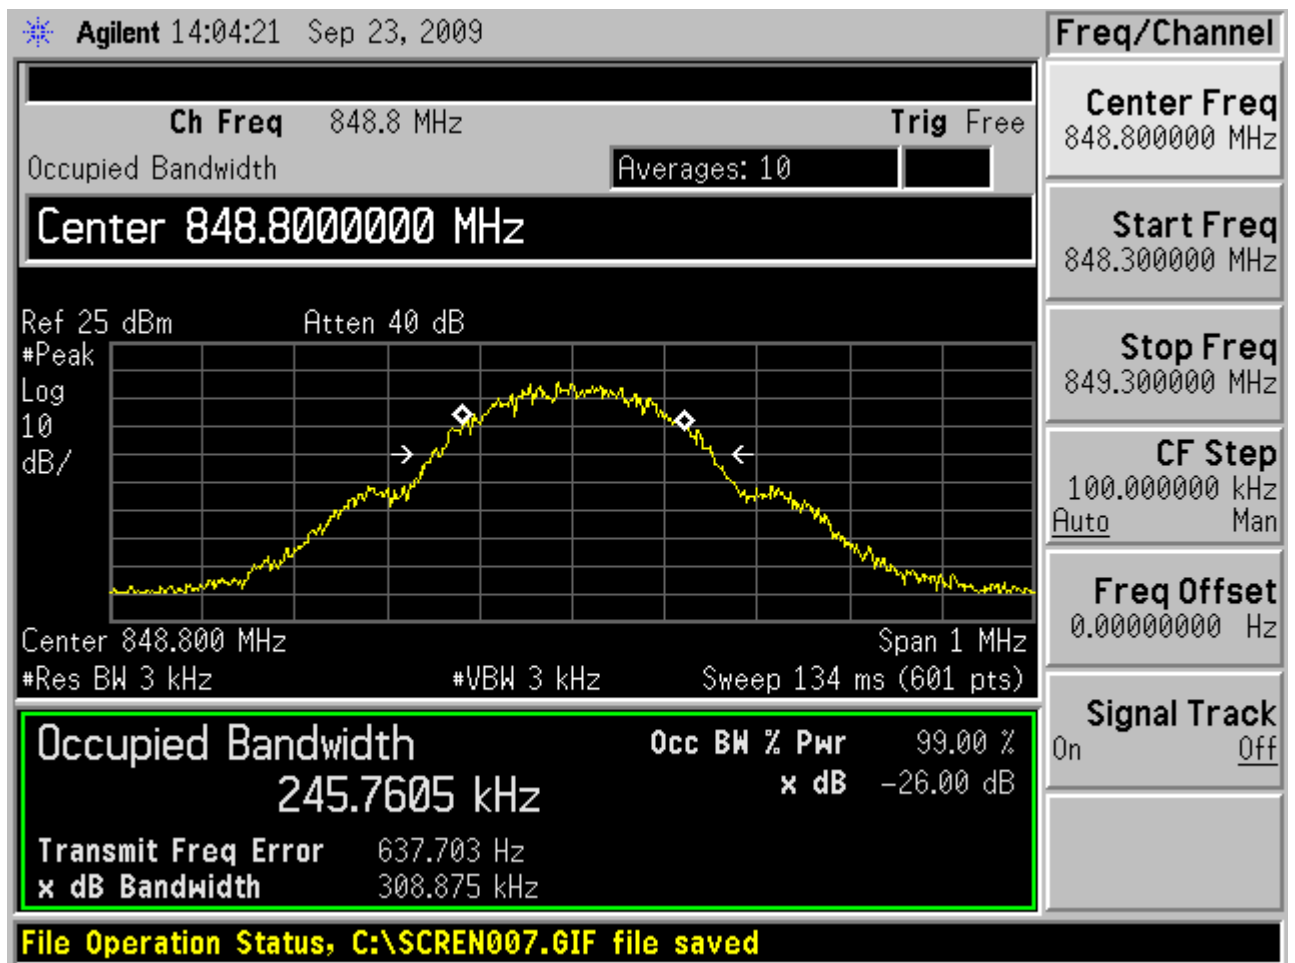 Agilent 14:04:21 Sep 23, 2009
Freq/Channel
Ch Freq 848.8 MHz Trig Free
Occupied Bandwidth Averages: 10
Center 848.8000000 MHz
Ref 25 dBm Atten 40 dB
#Peak
Log
10
dB/
Center 848.800 MHz Span 1 MHz
#Res BW 3 kHz #VBW 3 kHz Sweep 134 ms (601 pts)
Occupied Bandwidth Occ BW % Pwr 99.00 %
245.7605 kHz x dB -26.00 dB
Transmit Freq Error 637.703 Hz
x dB Bandwidth 308.875 kHz
File Operation Status, C:\SCREN007.GIF file saved
Center Freq
848.800000 MHz
Start Freq
848.300000 MHz
Stop Freq
849.300000 MHz
CF Step
100.000000 kHz
Auto Man
Freq Offset
0.00000000 Hz
Signal Track
On Off